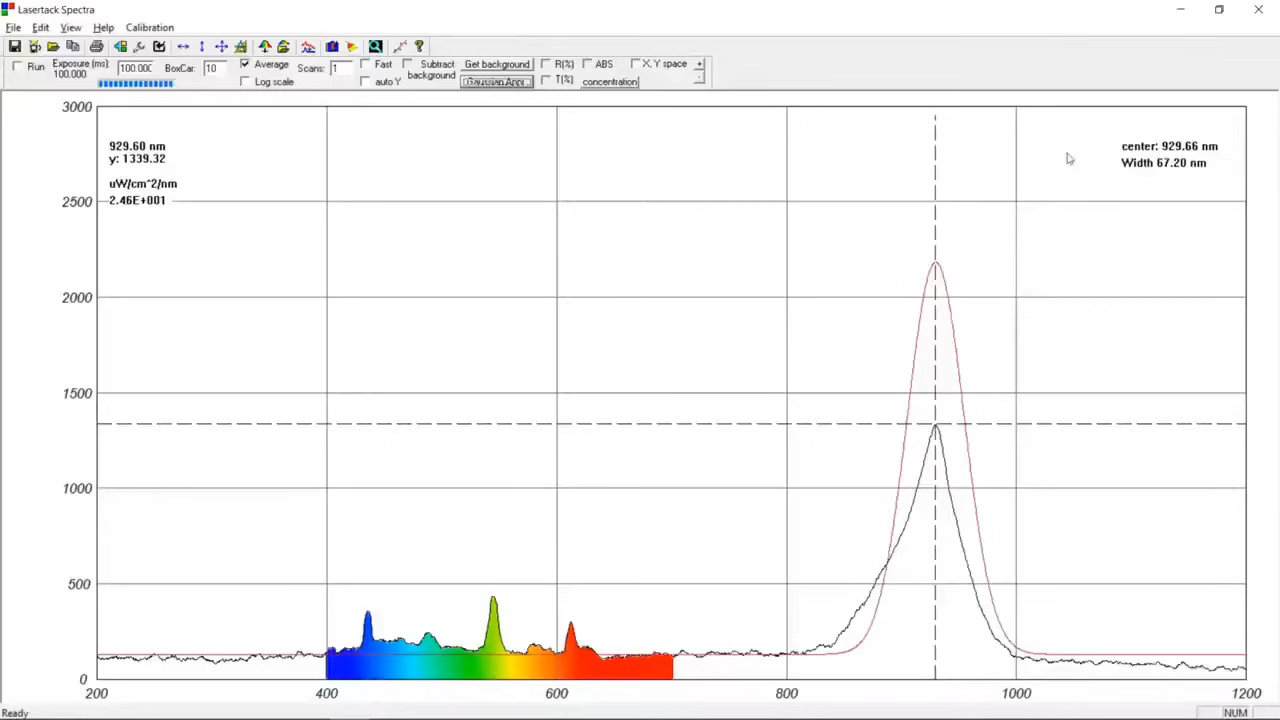 Lasertack Spectra
File Edit View Help Calibration
Run Exposure (ms): 100.000 BoxCar: 10 Average Scans: 1 Fast Subtract background Get background R(%) ABS X, Y space +
100.000 Log scale auto Y Gaussian Appr. T(%) concentration -
3000
929.60 nm
y: 1339.32
center: 929.66 nm
Width 67.20 nm
uW/cm^2/nm
2.46E+001
2500
2000
1500
1000
500
0
200 400 600 800 1000 1200
Ready NUM